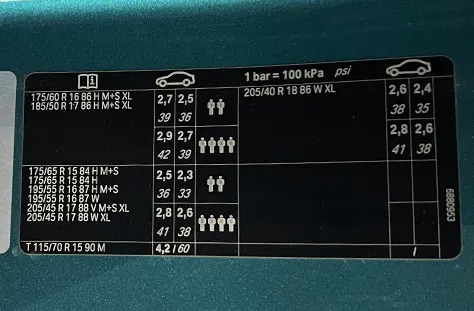 1 bar = 100 kPa psi
175/60 R 16 86 H M+S XL
185/50 R 17 86 H M+S XL
2,7 2,5
39 36
2,9 2,7
42 39
205/40 R 18 86 W XL
2,6 2,4
38 35
2,8 2,6
41 38
175/65 R 15 84 H M+S
175/65 R 15 84 H
195/55 R 16 87 H M+S
195/55 R 16 87 W
205/45 R 17 88 V M+S XL
205/45 R 17 88 W XL
2,5 2,3
36 33
2,8 2,6
41 38
T 115/70 R 15 90 M
4,2 / 60
/
6880953